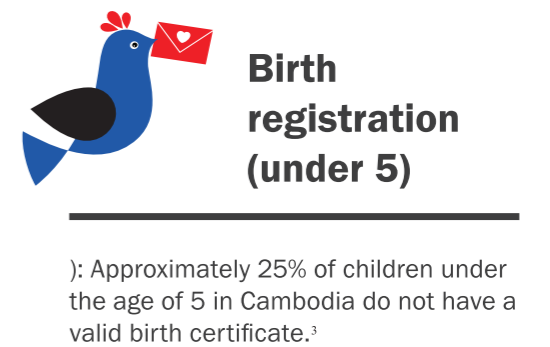 Birth
registration
(under 5)
): Approximately 25% of children under
the age of 5 in Cambodia do not have a
valid birth certificate.³